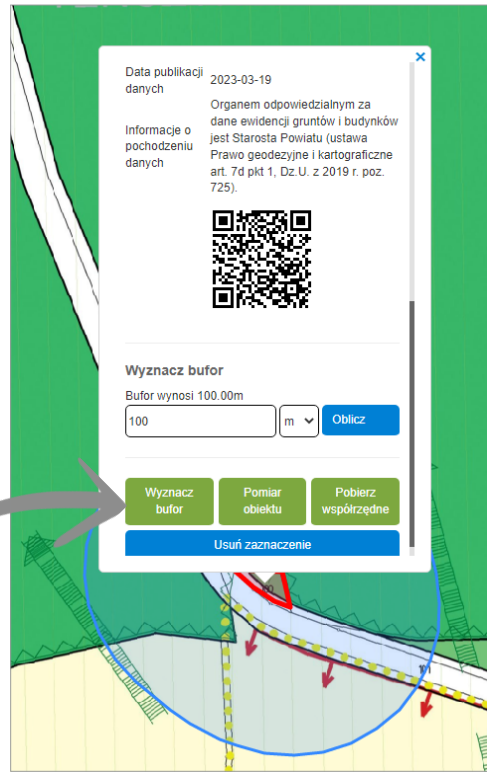 ×
Data publikacji
danych
2023-03-19
Informacje o
pochodzeniu
danych
Organem odpowiedzialnym za
dane ewidencji gruntów i budynków
jest Starosta Powiatu (ustawa
Prawo geodezyjne i kartograficzne
art. 7d pkt 1, Dz.U. z 2019 r. poz.
725).
Wyznacz bufor
Bufor wynosi 100.00m
100
m
Oblicz
Wyznacz
bufor
Pomiar
obiektu
Pobierz
współrzędne
Usuń zaznaczenie